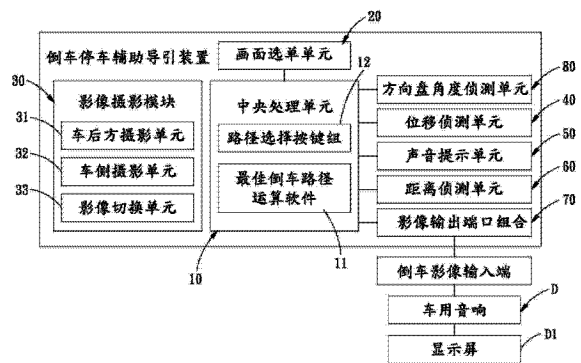 20
倒车停车辅助导引装置
画面选单单元
12
30
影像摄影模块
中央处理单元
方向盘角度侦测单元
80
31
车后方摄影单元
路径选择按键组
位移侦测单元
40
32
车侧摄影单元
声音提示单元
50
33
影像切换单元
最佳倒车路径
运算软件
距离侦测单元
60
影像输出端口组合
70
10
11
倒车影像输入端
车用音响
D
显示屏
D1